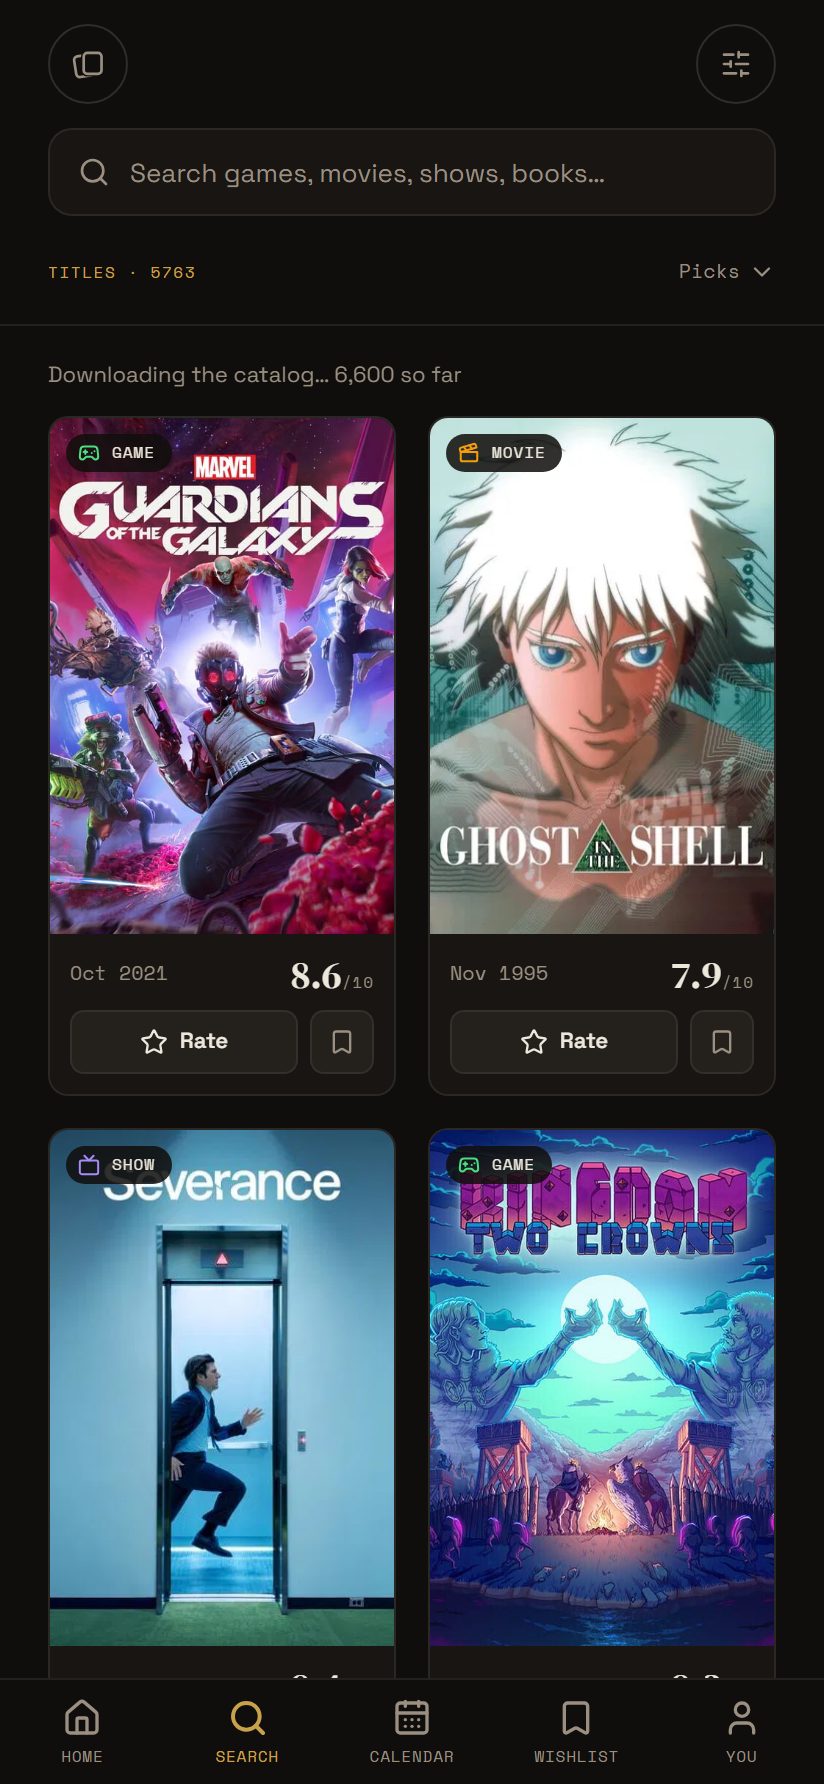 Search games, movies, shows, books...
TITLES · 5763
Picks
Downloading the catalog... 6,600 so far
GAME
MARVEL
GUARDIANS
OF THE GALAXY
MOVIE
GHOST IN THE SHELL
Oct 2021
8.6/10
Nov 1995
7.9/10
Rate
Rate
SHOW
Severance
GAME
KINGDOM
TWO CROWNS
HOME
SEARCH
CALENDAR
WISHLIST
YOU